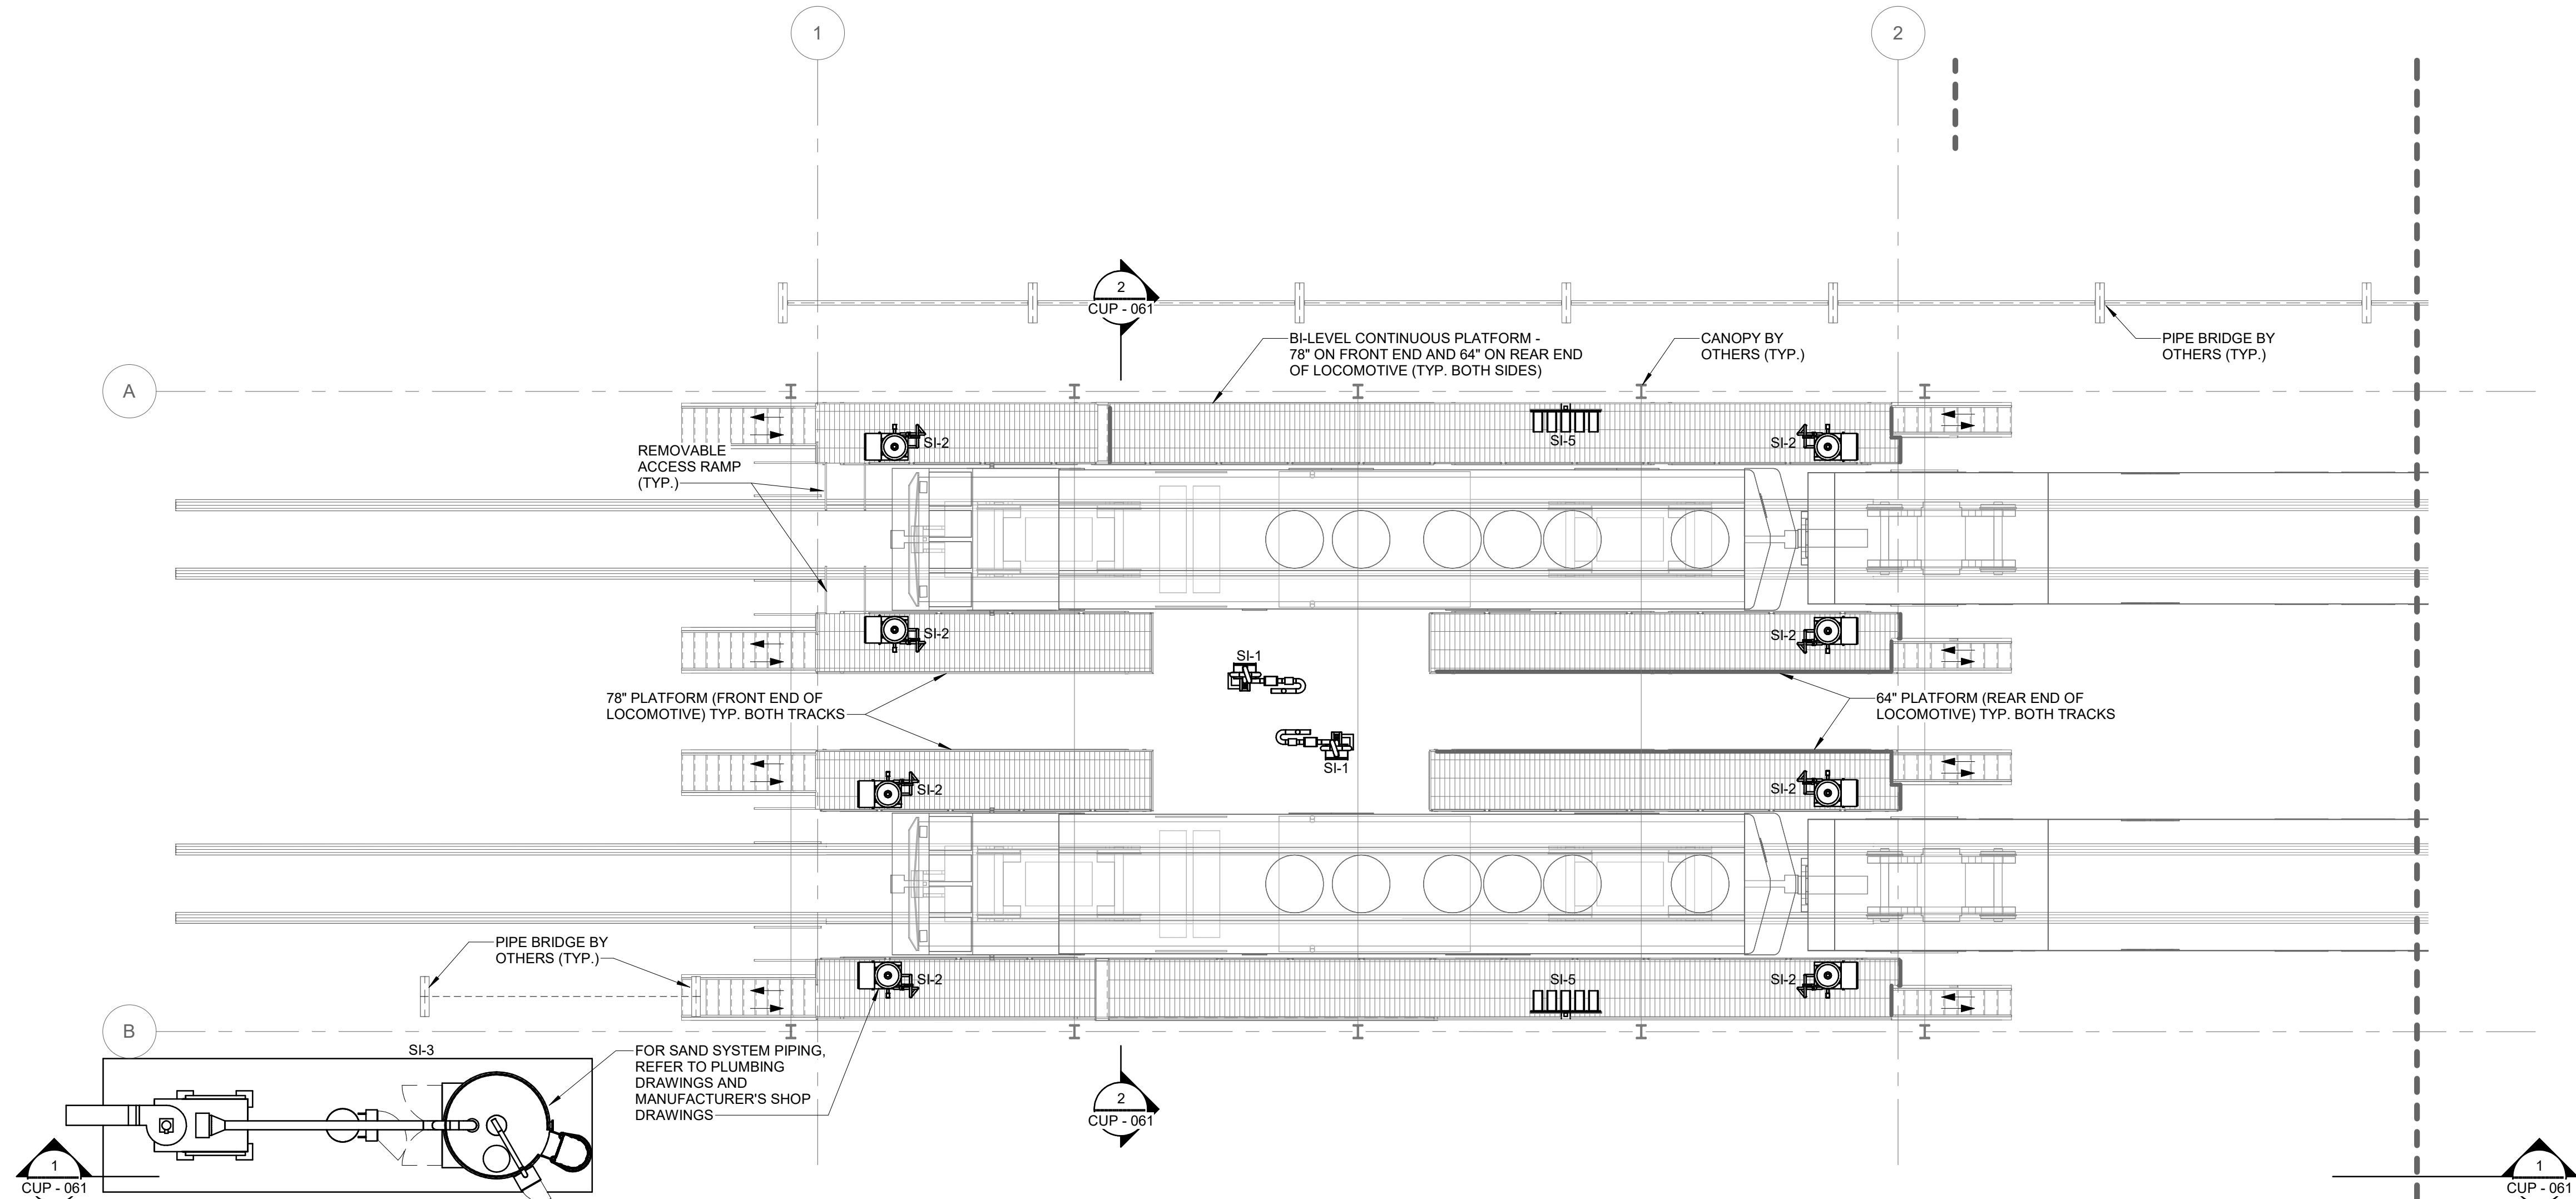 1
2
2
CUP - 061
BI-LEVEL CONTINUOUS PLATFORM -
78" ON FRONT END AND 64" ON REAR END
OF LOCOMOTIVE (TYP. BOTH SIDES)
CANOPY BY
OTHERS (TYP.)
PIPE BRIDGE BY
OTHERS (TYP.)
A
SI-2
SI-5
SI-2
REMOVABLE
ACCESS RAMP
(TYP.)
SI-2
SI-2
SI-1
78" PLATFORM (FRONT END OF
LOCOMOTIVE) TYP. BOTH TRACKS
64" PLATFORM (REAR END OF
LOCOMOTIVE) TYP. BOTH TRACKS
SI-1
SI-2
SI-2
PIPE BRIDGE BY
OTHERS (TYP.)
SI-2
SI-5
SI-2
B
SI-3
FOR SAND SYSTEM PIPING,
REFER TO PLUMBING
DRAWINGS AND
MANUFACTURER'S SHOP
DRAWINGS
2
CUP - 061
1
CUP - 061
1
CUP - 061